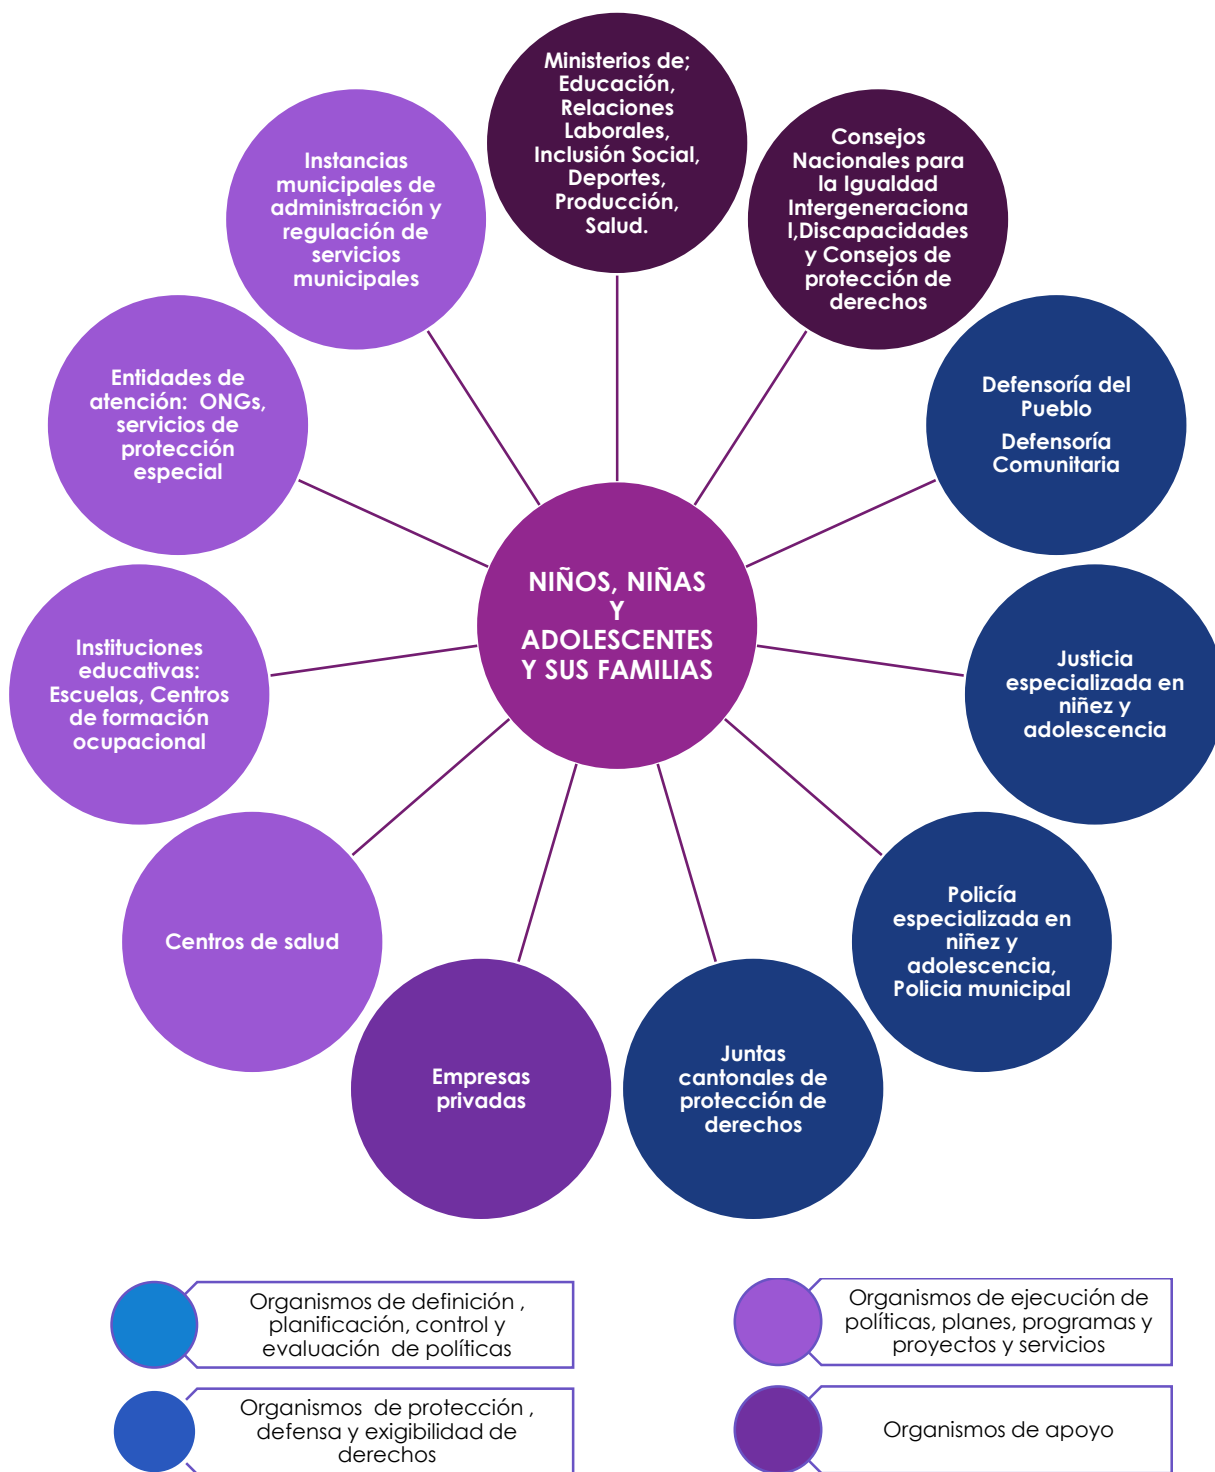 Ministerios de;
Educación,
Relaciones
Laborales,
Inclusión Social,
Deportes,
Producción,
Salud.
Consejos
Nacionales para
la Igualdad
Intergeneraciona
l,Discapacidades
y Consejos de
protección de
derechos
Defensoría del
Pueblo
Defensoría
Comunitaria
Justicia
especializada en
niñez y
adolescencia
Policía
especializada en
niñez y
adolescencia,
Policia municipal
Juntas
cantonales de
protección de
derechos
Empresas
privadas
Centros de salud
Instituciones
educativas:
Escuelas, Centros
de formación
ocupacional
Entidades de
atención: ONGs,
servicios de
protección
especial
Instancias
municipales de
administración y
regulación de
servicios
municipales
NIÑOS, NIÑAS
Y
ADOLESCENTES
Y SUS FAMILIAS
Organismos de definición ,
planificación, control y
evaluación de políticas
Organismos de protección ,
defensa y exigibilidad de
derechos
Organismos de ejecución de
políticas, planes, programas y
proyectos y servicios
Organismos de apoyo